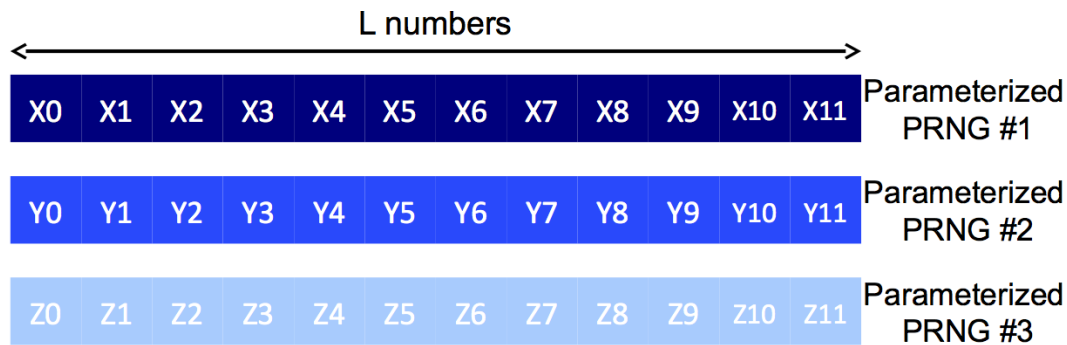 L numbers
X0 X1 X2 X3 X4 X5 X6 X7 X8 X9 X10 X11
Parameterized
PRNG #1
Y0 Y1 Y2 Y3 Y4 Y5 Y6 Y7 Y8 Y9 Y10 Y11
Parameterized
PRNG #2
Z0 Z1 Z2 Z3 Z4 Z5 Z6 Z7 Z8 Z9 Z10 Z11
Parameterized
PRNG #3